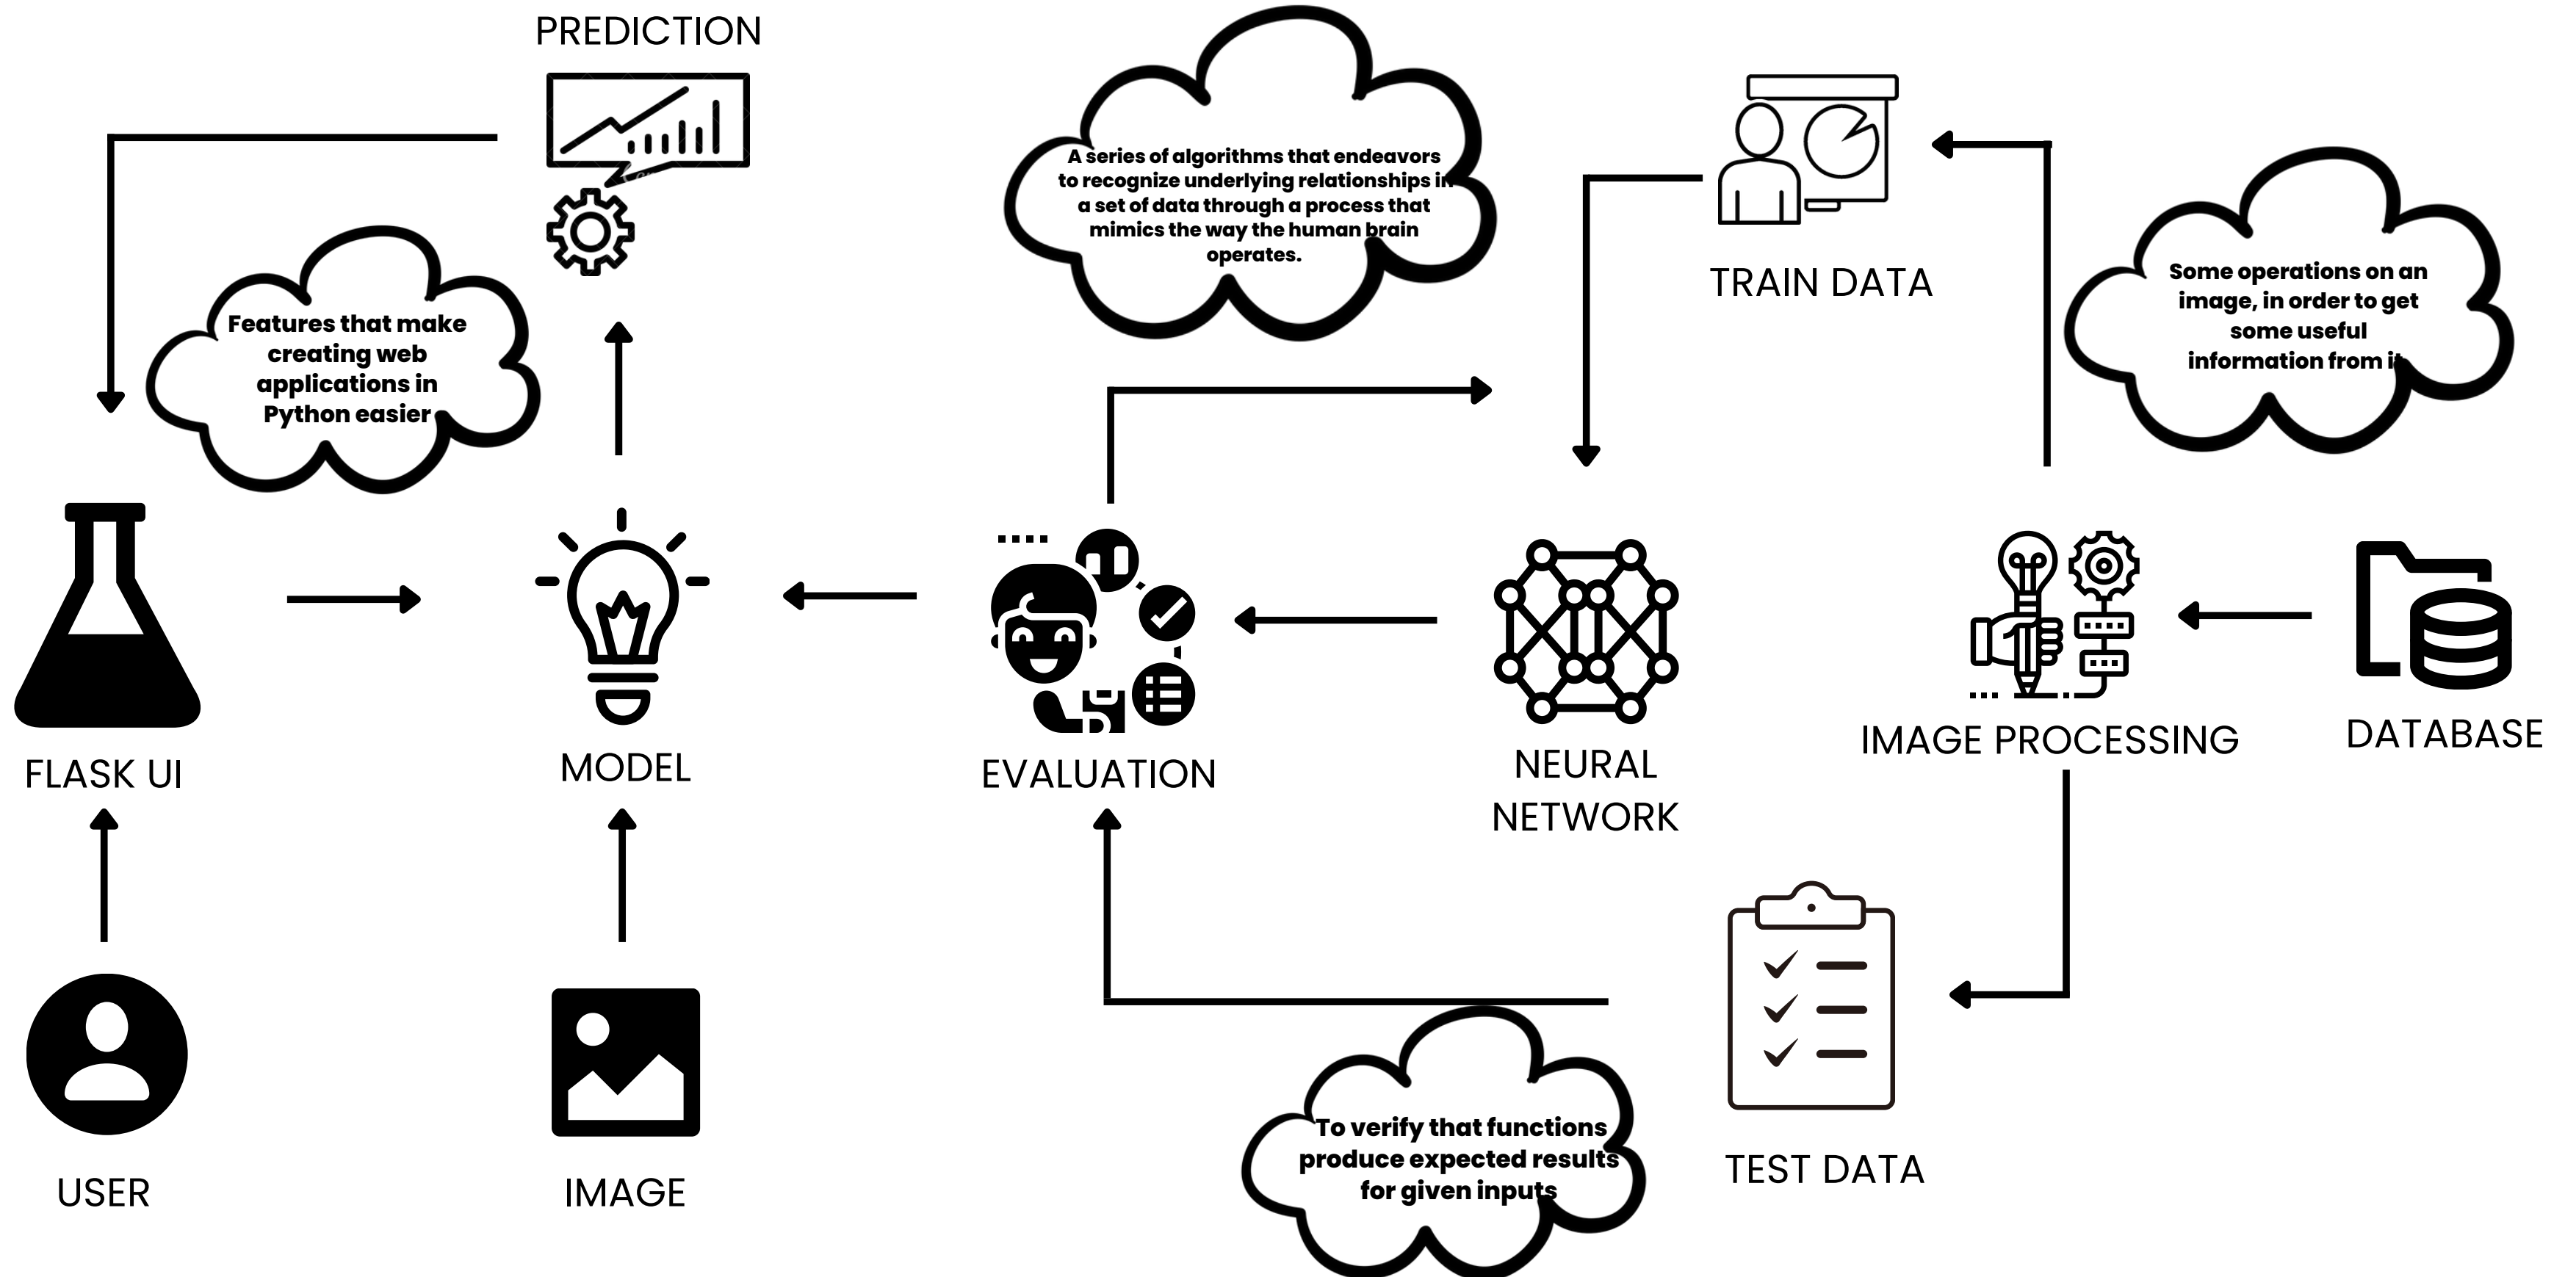 PREDICTION
A series of algorithms that endeavors
to recognize underlying relationships in
a set of data through a process that
mimics the way the human brain
operates.
TRAIN DATA
Some operations on an
image, in order to get
some useful
information from it
Features that make
creating web
applications in
Python easier
FLASK UI
MODEL
EVALUATION
NEURAL
NETWORK
IMAGE PROCESSING
DATABASE
USER
IMAGE
To verify that functions
produce expected results
for given inputs
TEST DATA